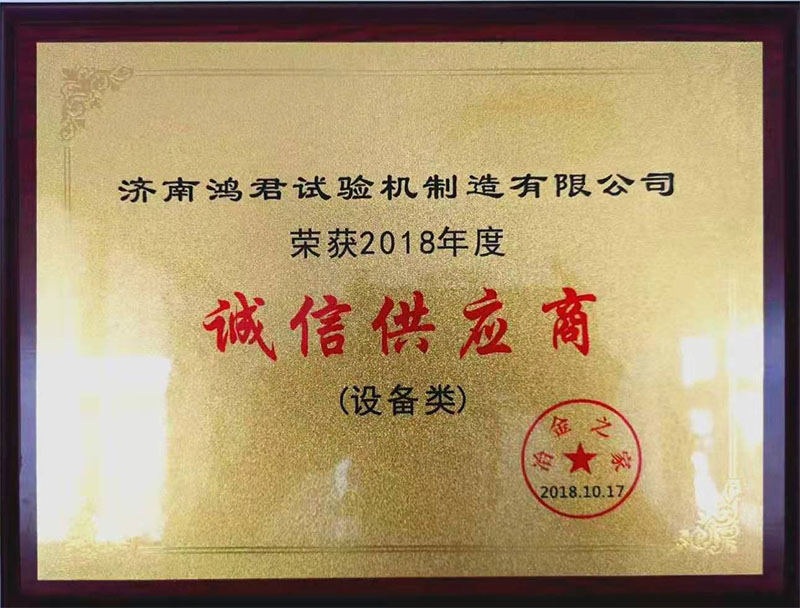 济南鸿君试验机制造有限公司
荣获2018年度
诚信供应商
(设备类)
冶金之家
2018.10.17